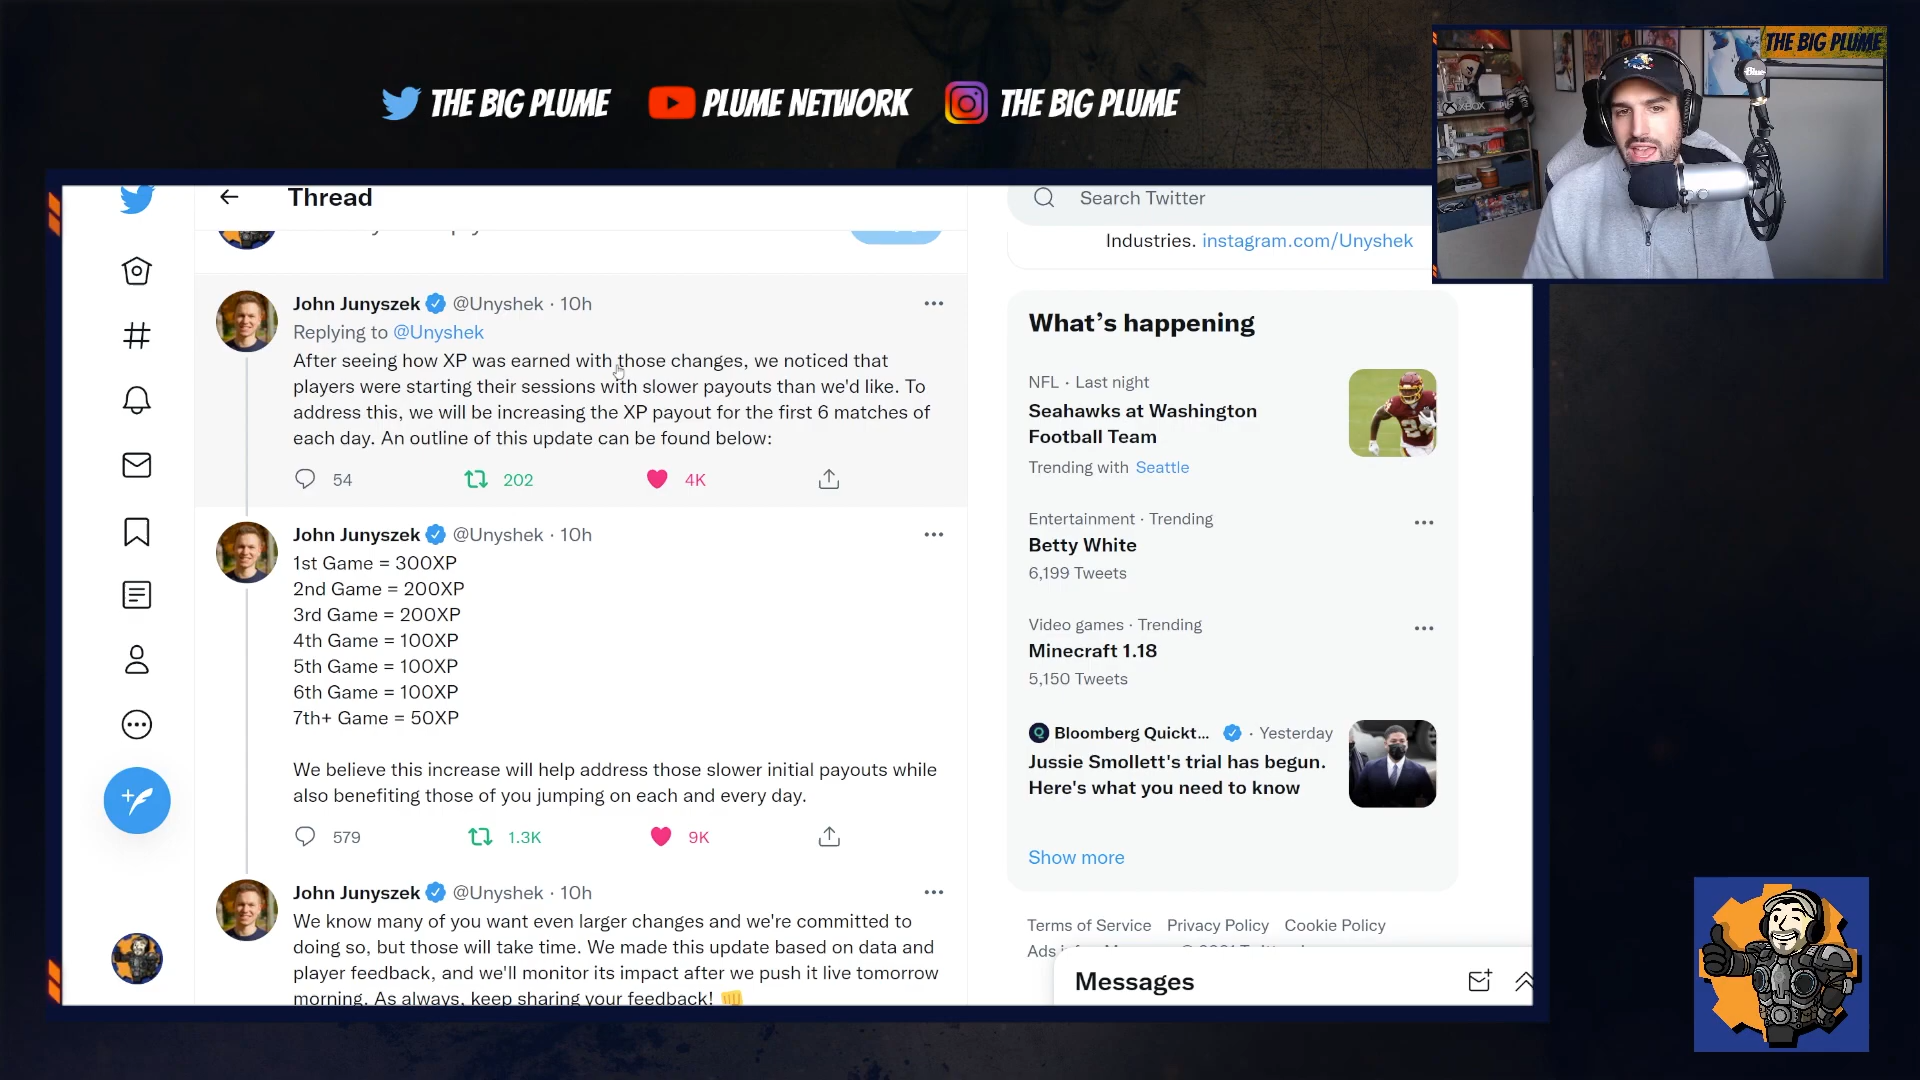 THE BIG PLUME
PLUME NETWORK
THE BIG PLUME
THE BIG PLUME
Blue
XBOX
Thread
Search Twitter
Industries. instagram.com/Unyshek
John Junyszek @Unyshek · 10h
Replying to @Unyshek
After seeing how XP was earned with those changes, we noticed that
players were starting their sessions with slower payouts than we'd like. To
address this, we will be increasing the XP payout for the first 6 matches of
each day. An outline of this update can be found below:
54 202 4K
John Junyszek @Unyshek · 10h
1st Game = 300XP
2nd Game = 200XP
3rd Game = 200XP
4th Game = 100XP
5th Game = 100XP
6th Game = 100XP
7th+ Game = 50XP
We believe this increase will help address those slower initial payouts while
also benefiting those of you jumping on each and every day.
579 1.3K 9K
John Junyszek @Unyshek · 10h
We know many of you want even larger changes and we're committed to
doing so, but those will take time. We made this update based on data and
player feedback, and we'll monitor its impact after we push it live tomorrow
morning. As always, keep sharing your feedback! 👊
What's happening
NFL · Last night
Seahawks at Washington
Football Team
Trending with Seattle
Entertainment · Trending
Betty White
6,199 Tweets
Video games · Trending
Minecraft 1.18
5,150 Tweets
Bloomberg Quickt... · Yesterday
Jussie Smollett's trial has begun.
Here's what you need to know
Show more
Terms of Service Privacy Policy Cookie Policy
Ads
Messages